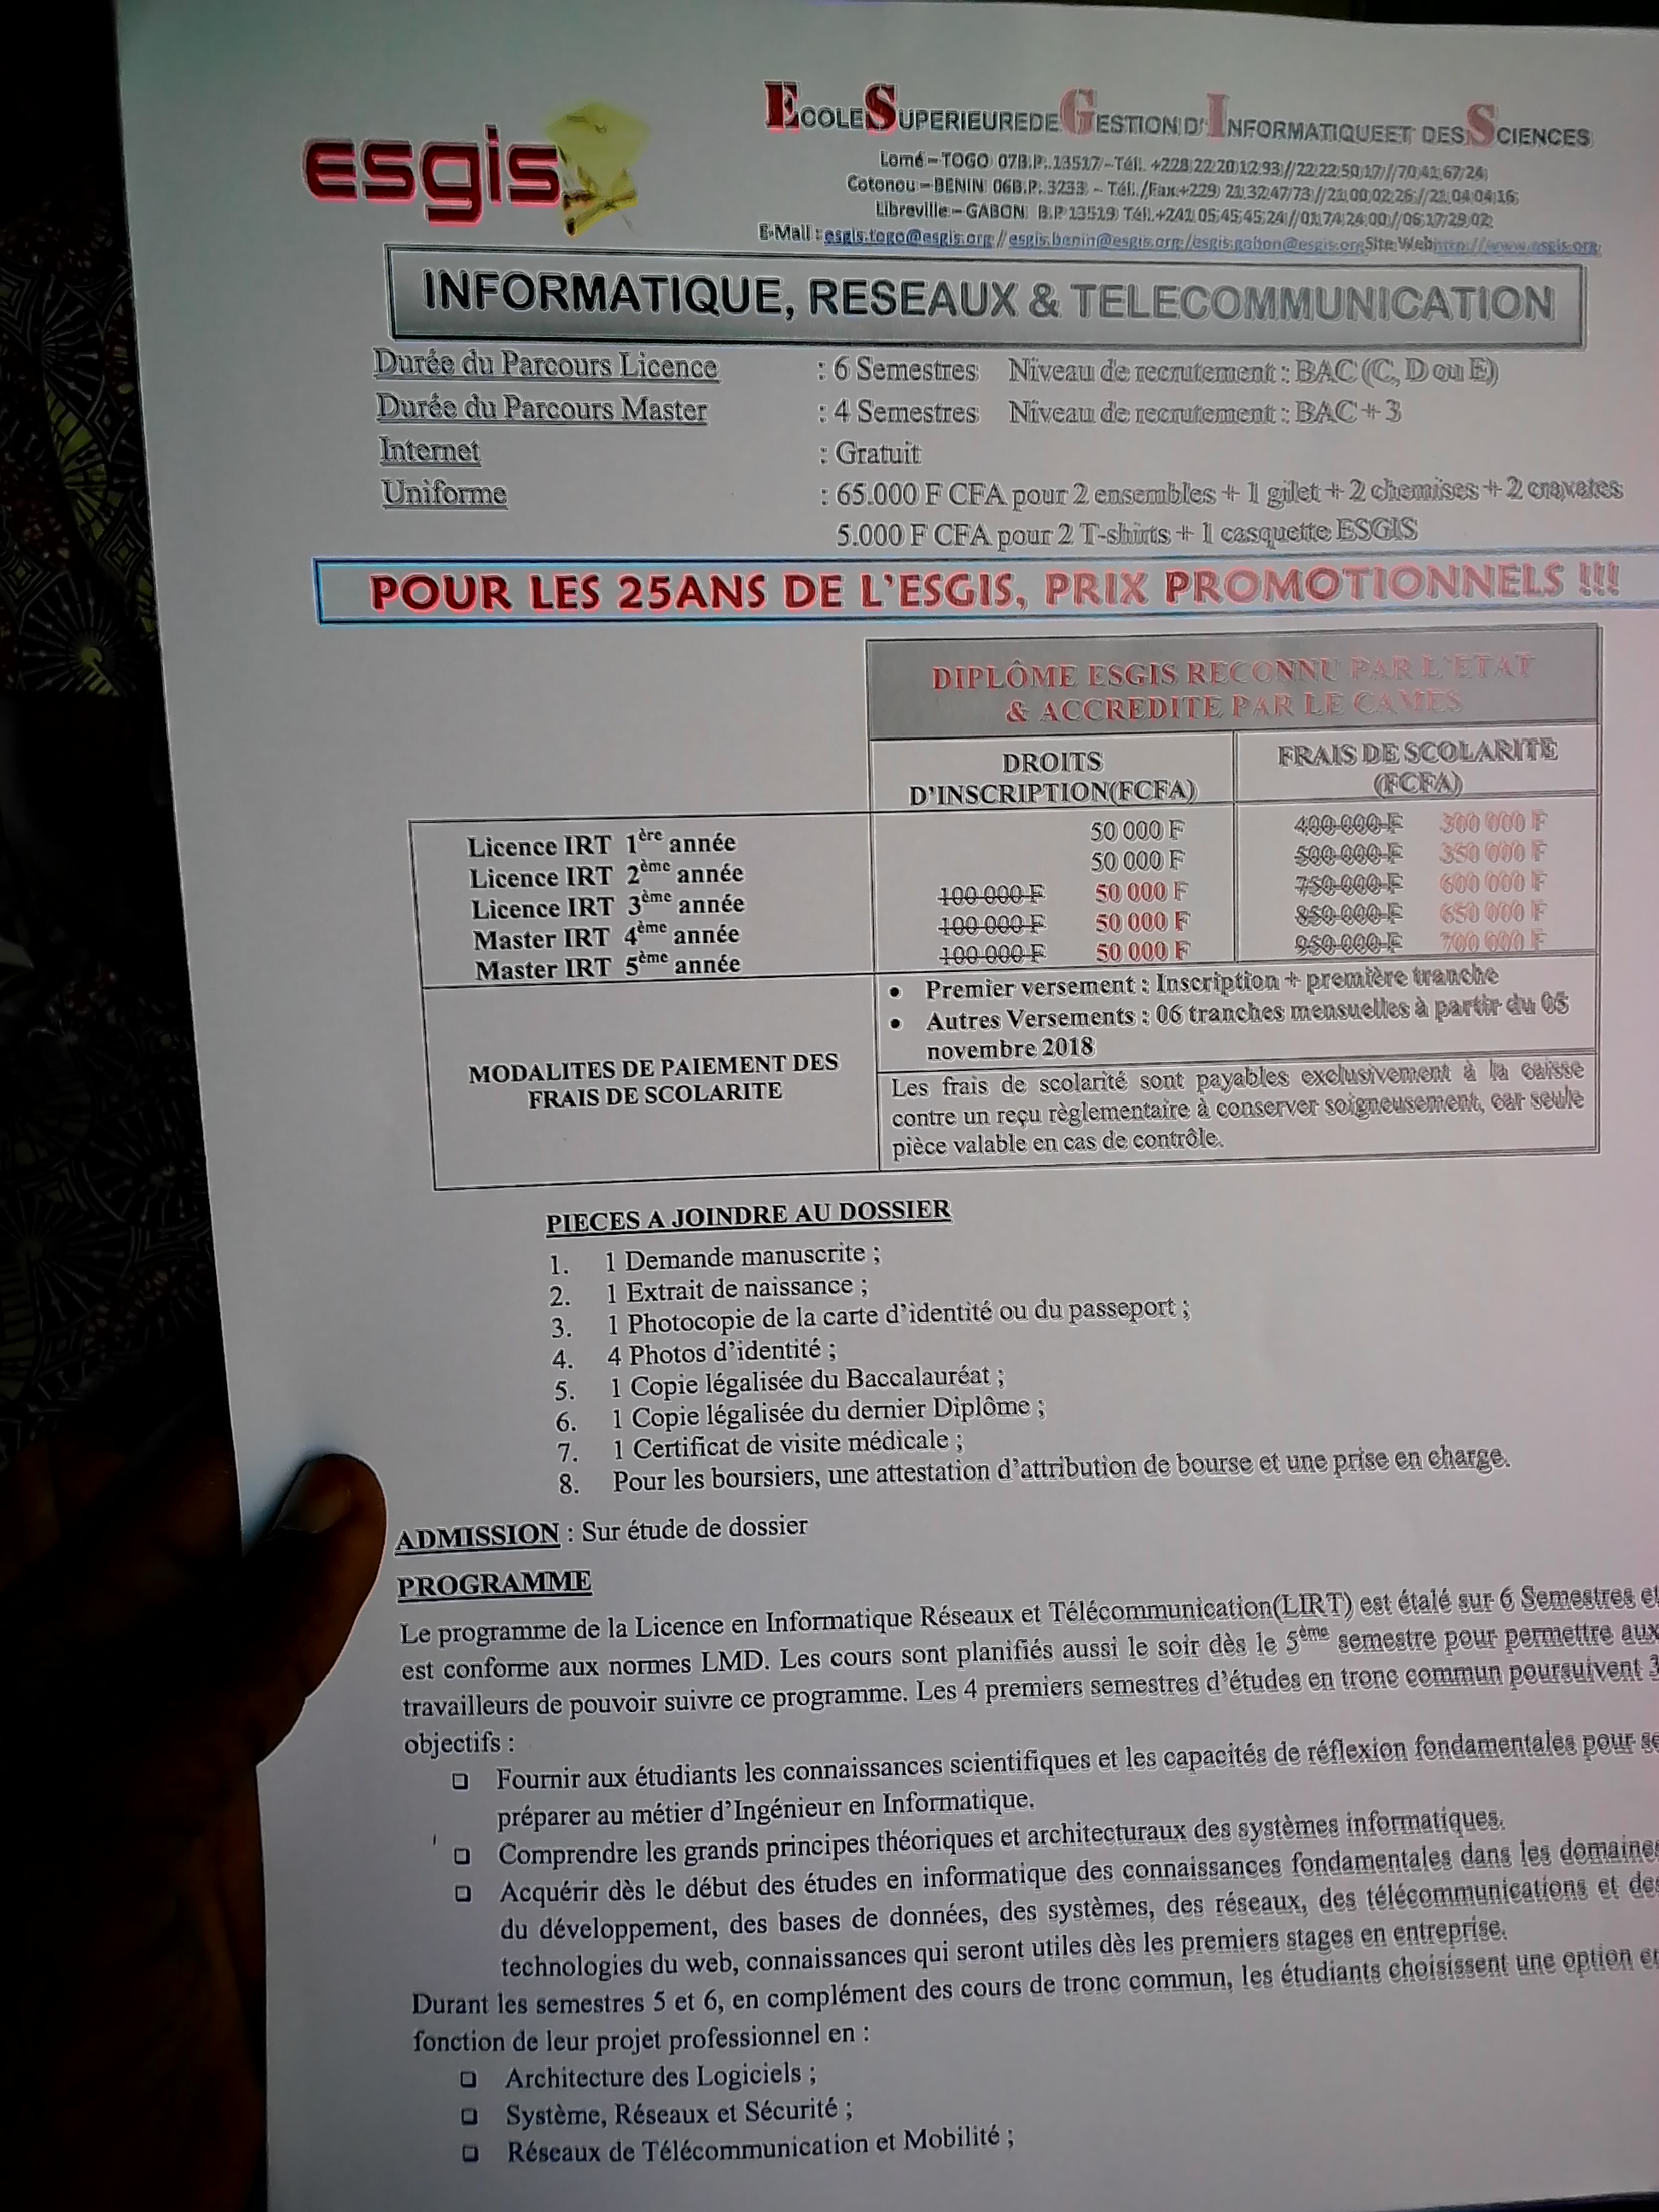 esgis
ECOLE SUPERIEURE DE GESTION D'INFORMATIQUE ET DES SCIENCES
Lomé – TOGO 07B.P. 13517 – Tél. +228 22 20 12 93 // 22 22 50 17 // 70 41 67 24
Cotonou – BENIN 06B.P. 3233 – Tél./Fax +229) 21 32 47 73 // 21 00 02 26 // 21 04 04 16
Libreville – GABON B.P 13519 Tél.+241 05 45 45 24 // 01 74 24 00 // 06 17 29 02
E-Mail : esgis.togo@esgis.org // esgis.benin@esgis.org /esgis.gabon@esgis.org Site Web http://www.esgis.org
INFORMATIQUE, RESEAUX & TELECOMMUNICATION
Durée du Parcours Licence : 6 Semestres Niveau de recrutement : BAC (C, D ou E)
Durée du Parcours Master : 4 Semestres Niveau de recrutement : BAC + 3
Internet : Gratuit
Uniforme : 65.000 F CFA pour 2 ensembles + 1 gilet + 2 chemises + 2 cravates
5.000 F CFA pour 2 T-shirts + 1 casquette ESGIS
POUR LES 25ANS DE L'ESGIS, PRIX PROMOTIONNELS !!!
DIPLÔME ESGIS RECONNU PAR L'ETAT
& ACCREDITE PAR LE CAMES
DROITS
D'INSCRIPTION(FCFA)
FRAIS DE SCOLARITE
(FCFA)
Licence IRT 1ère année 50 000 F 400 000 F 300 000 F
Licence IRT 2ème année 50 000 F 500 000 F 350 000 F
Licence IRT 3ème année 100 000 F 50 000 F 750 000 F 600 000 F
Master IRT 4ème année 100 000 F 50 000 F 850 000 F 650 000 F
Master IRT 5ème année 100 000 F 50 000 F 950 000 F 700 000 F
MODALITES DE PAIEMENT DES
FRAIS DE SCOLARITE
• Premier versement : Inscription + première tranche
• Autres Versements : 06 tranches mensuelles à partir du 05
novembre 2018
Les frais de scolarité sont payables exclusivement à la caisse
contre un reçu règlementaire à conserver soigneusement, car seule
pièce valable en cas de contrôle.
PIECES A JOINDRE AU DOSSIER
1. 1 Demande manuscrite ;
2. 1 Extrait de naissance ;
3. 1 Photocopie de la carte d'identité ou du passeport ;
4. 4 Photos d'identité ;
5. 1 Copie légalisée du Baccalauréat ;
6. 1 Copie légalisée du dernier Diplôme ;
7. 1 Certificat de visite médicale ;
8. Pour les boursiers, une attestation d'attribution de bourse et une prise en charge.
ADMISSION : Sur étude de dossier
PROGRAMME
Le programme de la Licence en Informatique Réseaux et Télécommunication(LIRT) est étalé sur 6 Semestres et
est conforme aux normes LMD. Les cours sont planifiés aussi le soir dès le 5ème semestre pour permettre aux
travailleurs de pouvoir suivre ce programme. Les 4 premiers semestres d'études en tronc commun poursuivent 3
objectifs :
❑ Fournir aux étudiants les connaissances scientifiques et les capacités de réflexion fondamentales pour se
préparer au métier d'Ingénieur en Informatique.
❑ Comprendre les grands principes théoriques et architecturaux des systèmes informatiques.
❑ Acquérir dès le début des études en informatique des connaissances fondamentales dans les domaines
du développement, des bases de données, des systèmes, des réseaux, des télécommunications et des
technologies du web, connaissances qui seront utiles dès les premiers stages en entreprise.
Durant les semestres 5 et 6, en complément des cours de tronc commun, les étudiants choisissent une option en
fonction de leur projet professionnel en :
❑ Architecture des Logiciels ;
❑ Système, Réseaux et Sécurité ;
❑ Réseaux de Télécommunication et Mobilité ;